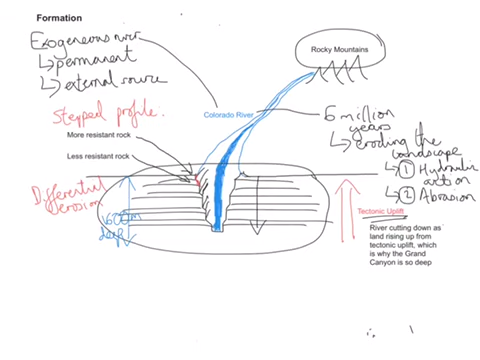 Formation
Exogeneous river
↳ permanent
↳ external source
Rocky Mountains
Stepped profile.
Colorado River
6 million
years
↳ eroding the
landscape
↳ ① Hydraulic
action
↳ ② Abrasion
More resistant rock
Less resistant rock
Differential
erosion
1600m
deep
Tectonic Uplift
River cutting down as
land rising up from
tectonic uplift, which
is why the Grand
Canyon is so deep